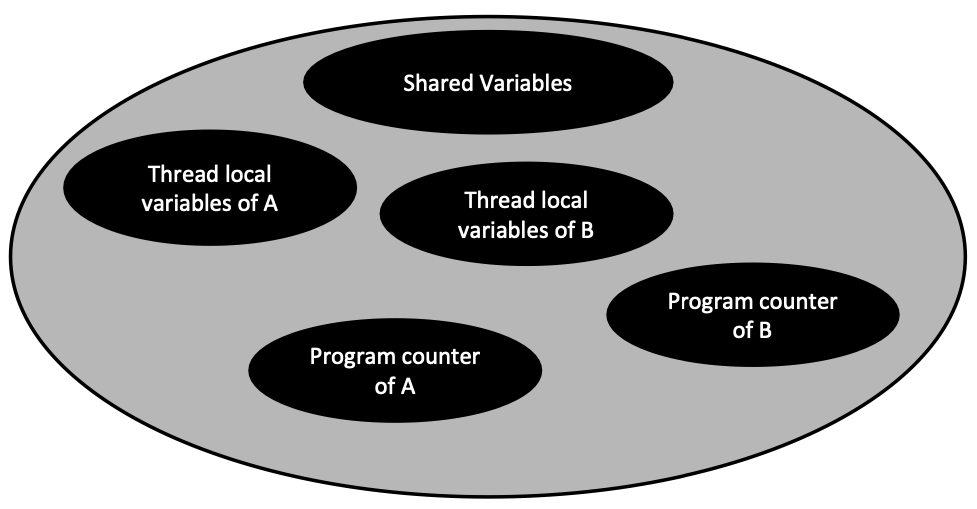 Shared Variables
Thread local
variables of A
Thread local
variables of B
Program counter
of B
Program counter
of A